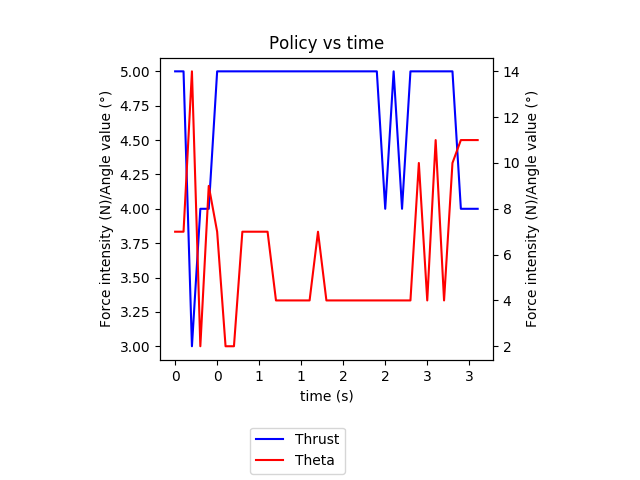 Policy vs time
5.00
4.75
4.50
4.25
4.00
3.75
3.50
3.25
3.00
Force intensity (N)/Angle value (°)
14
12
10
8
6
4
2
Force intensity (N)/Angle value (°)
0 0 1 1 2 2 3 3
time (s)
Thrust
Theta